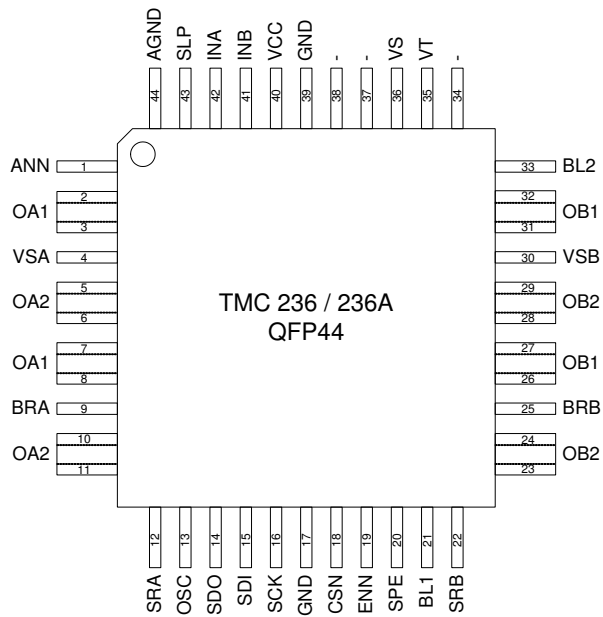 AGND
SLP
INA
INB
VCC
GND
-
-
VS
VT
-
44
43
42
41
40
39
38
37
36
35
34
ANN
1
OA1
2
3
VSA
4
OA2
5
6
OA1
7
8
BRA
9
OA2
10
11
TMC 236 / 236A
QFP44
33
BL2
32
31
OB1
30
VSB
29
28
OB2
27
26
OB1
25
BRB
24
23
OB2
12
13
14
15
16
17
18
19
20
21
22
SRA
OSC
SDO
SDI
SCK
GND
CSN
ENN
SPE
BL1
SRB